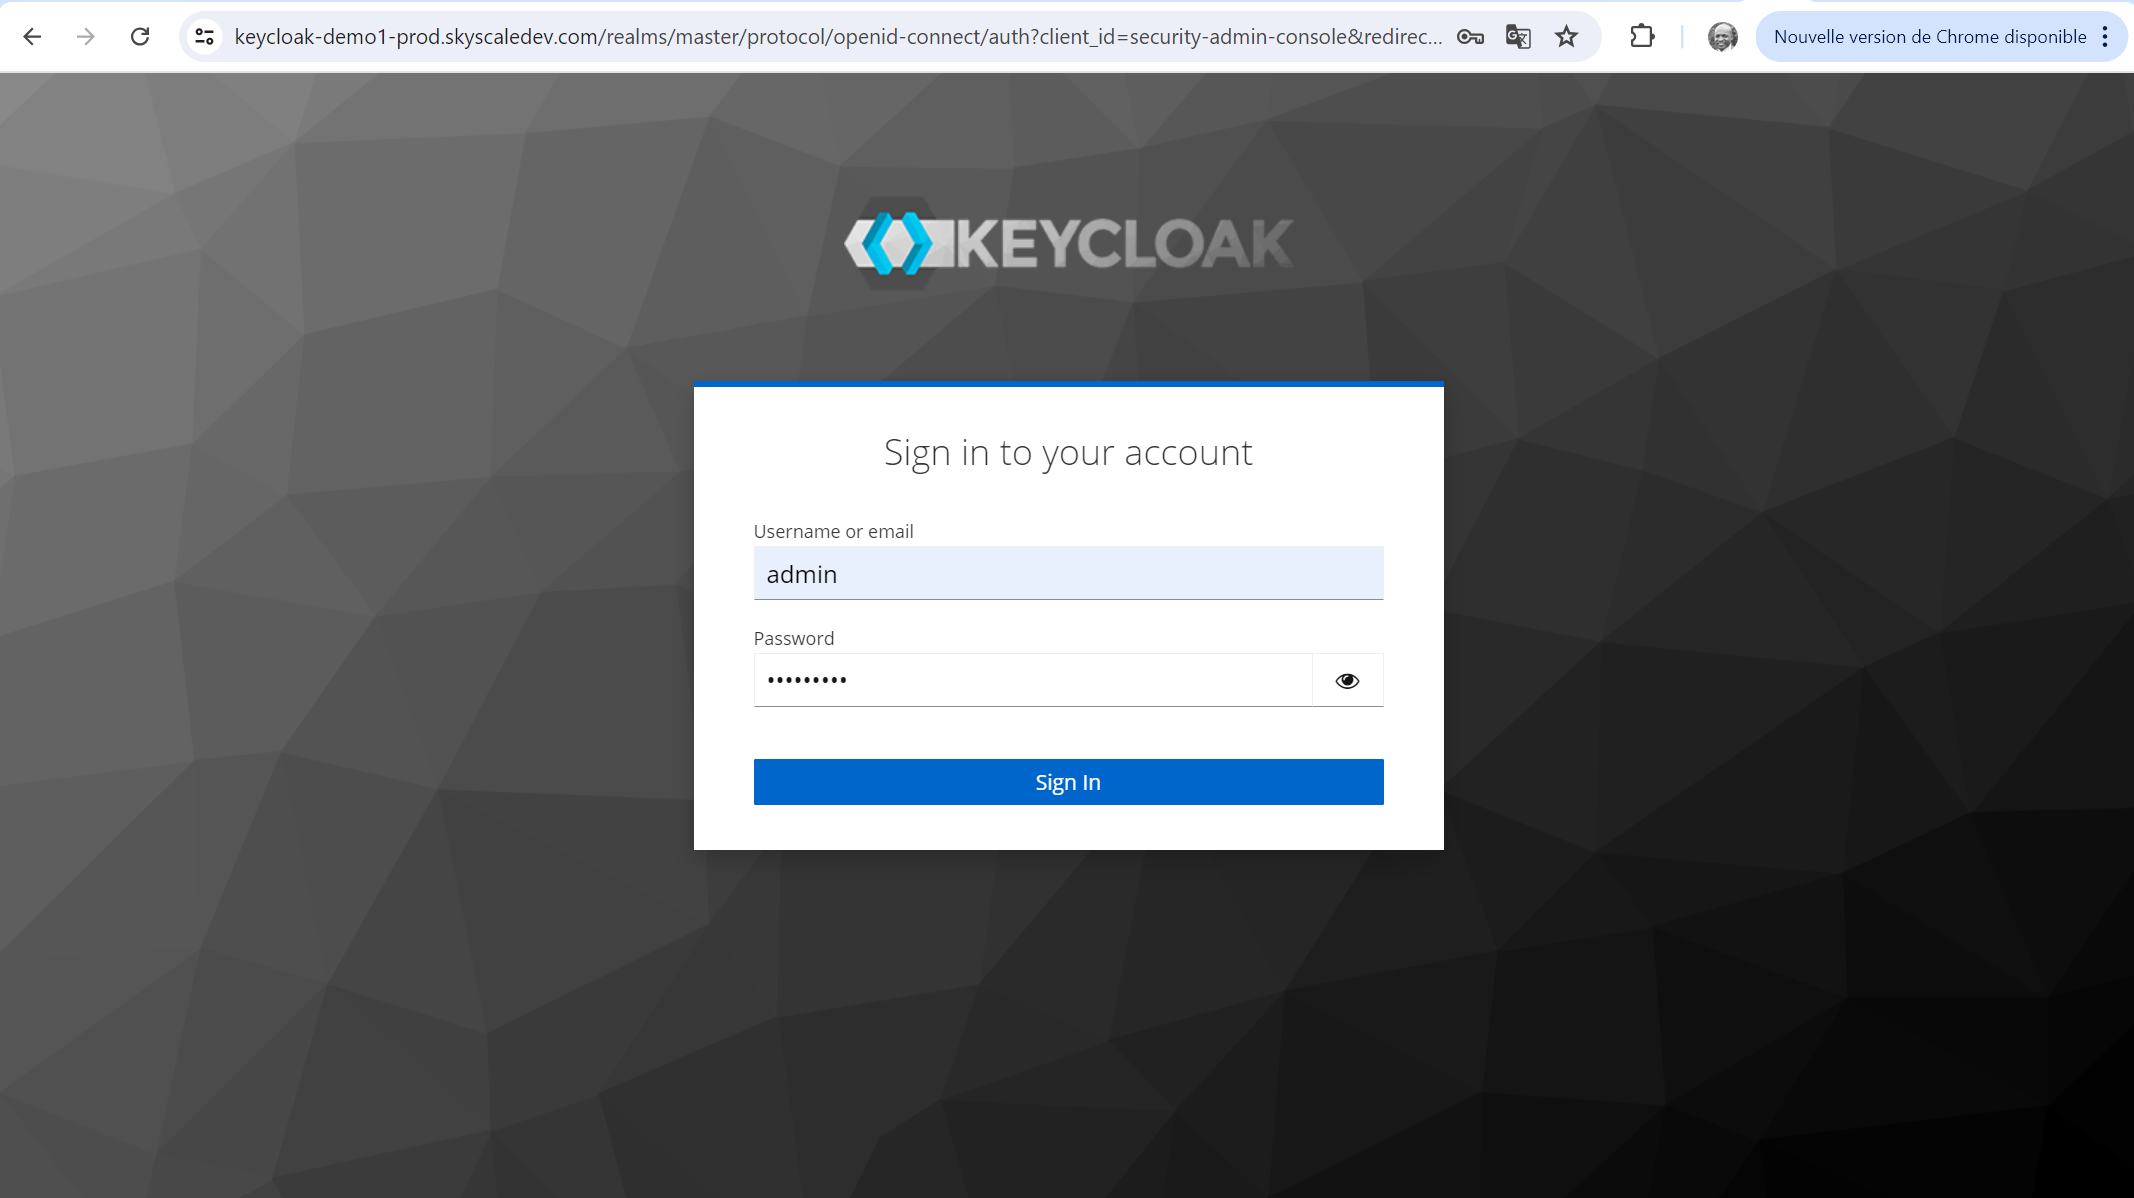 keycloak-demo1-prod.skyscaledev.com/realms/master/protocol/openid-connect/auth?client_id=security-admin-console&redirec...
Nouvelle version de Chrome disponible
KEYCLOAK
Sign in to your account
Username or email
admin
Password
•••••••••
Sign In